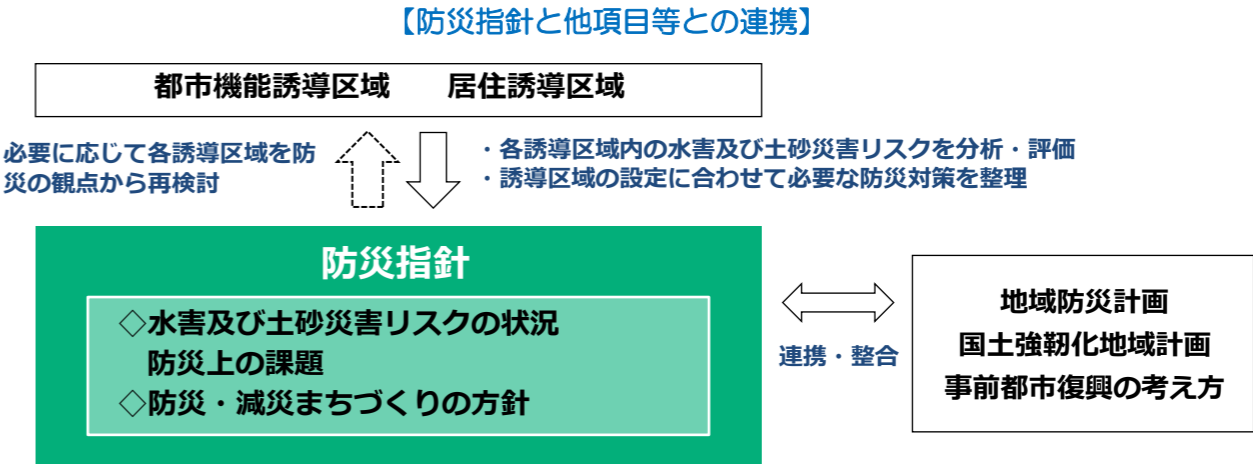 【防災指針と他項目等との連携】
都市機能誘導区域　　居住誘導区域
必要に応じて各誘導区域を防
災の観点から再検討
・各誘導区域内の水害及び土砂災害リスクを分析・評価
・誘導区域の設定に合わせて必要な防災対策を整理
防災指針
◇水害及び土砂災害リスクの状況
防災上の課題
◇防災・減災まちづくりの方針
連携・整合
地域防災計画
国土強靭化地域計画
事前都市復興の考え方